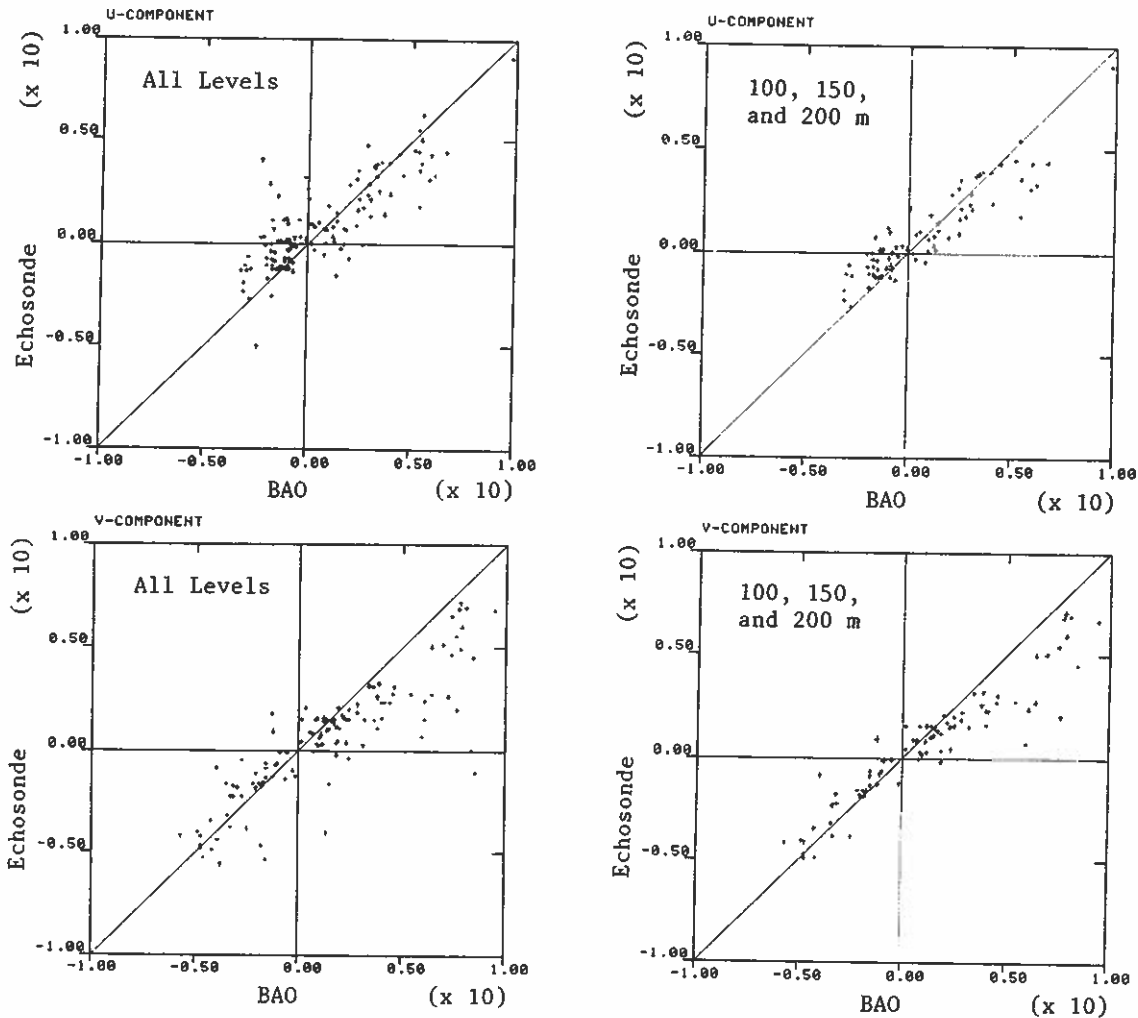 U-COMPONENT
1.00
(x 10)
All Levels
0.50
0.00
Echosonde
-0.50
-1.00
-1.00
-0.50
0.00
0.50
1.00
BAO
(x 10)
U-COMPONENT
1.00
(x 10)
100, 150,
and 200 m
0.50
0.00
Echosonde
-0.50
-1.00
-1.00
-0.50
0.00
0.50
1.00
BAO
(x 10)
V-COMPONENT
1.00
(x 10)
All Levels
0.50
0.00
Echosonde
-0.50
-1.00
-1.00
-0.50
0.00
0.50
1.00
BAO
(x 10)
V-COMPONENT
1.00
(x 10)
100, 150,
and 200 m
0.50
0.00
Echosonde
-0.50
-1.00
-1.00
-0.50
0.00
0.50
1.00
BAO
(x 10)